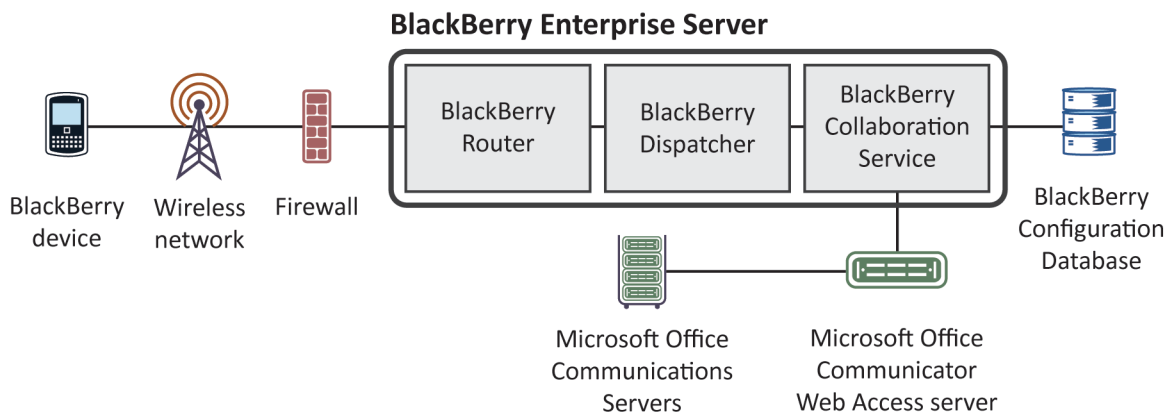 BlackBerry Enterprise Server
BlackBerry
Router
BlackBerry
Dispatcher
BlackBerry
Collaboration
Service
BlackBerry
device
Wireless
network
Firewall
BlackBerry
Configuration
Database
Microsoft Office
Communications
Servers
Microsoft Office
Communicator
Web Access server